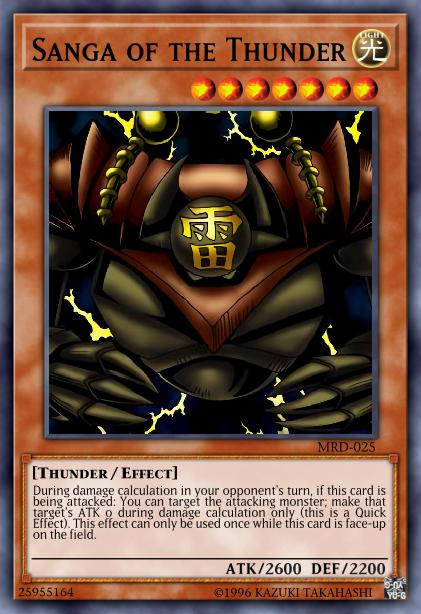 SANGA OF THE THUNDER
LIGHT
光
雷
MRD-025
[THUNDER / EFFECT]
During damage calculation in your opponent's turn, if this card is
being attacked: You can target the attacking monster; make that
target's ATK 0 during damage calculation only (this is a Quick
Effect). This effect can only be used once while this card is face-up
on the field.
ATK/2600 DEF/2200
25955164
©1996 KAZUKI TAKAHASHI